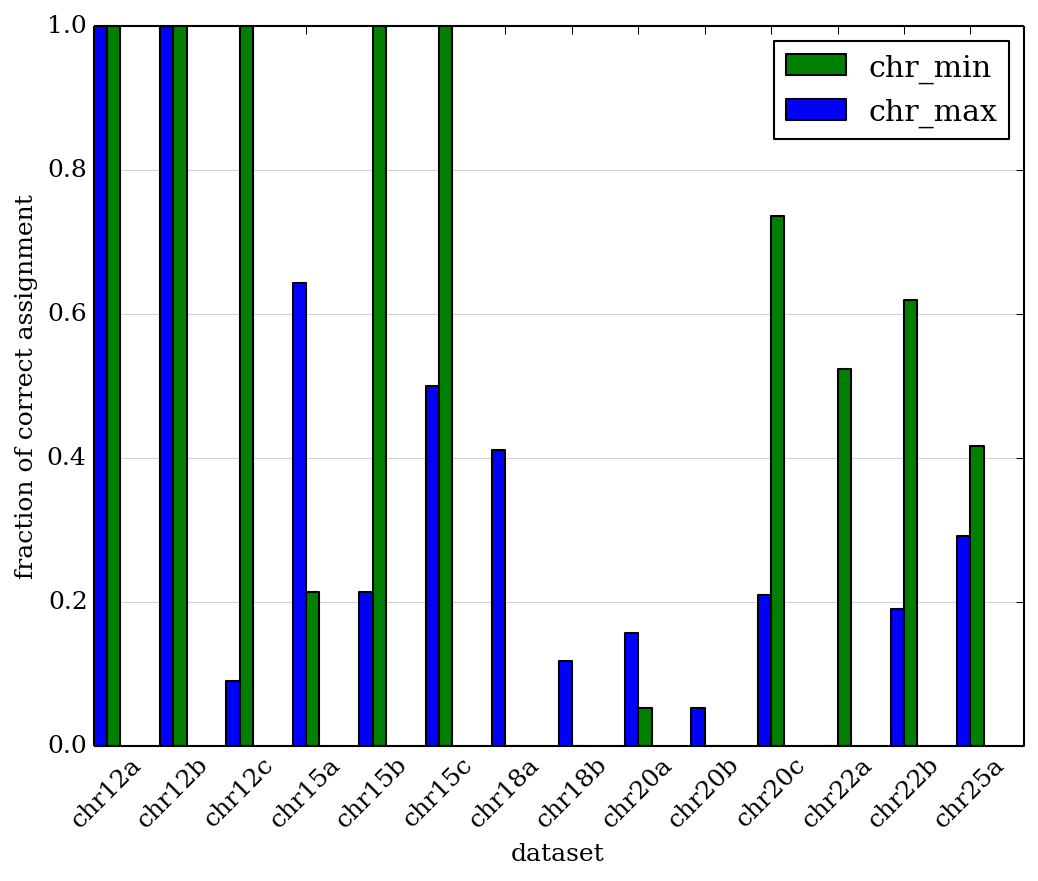 1.0
0.8
0.6
0.4
0.2
0.0
fraction of correct assignment
chr_min
chr_max
chr12a
chr12b
chr12c
chr15a
chr15b
chr15c
chr18a
chr18b
chr20a
chr20b
chr20c
chr22a
chr22b
chr25a
dataset